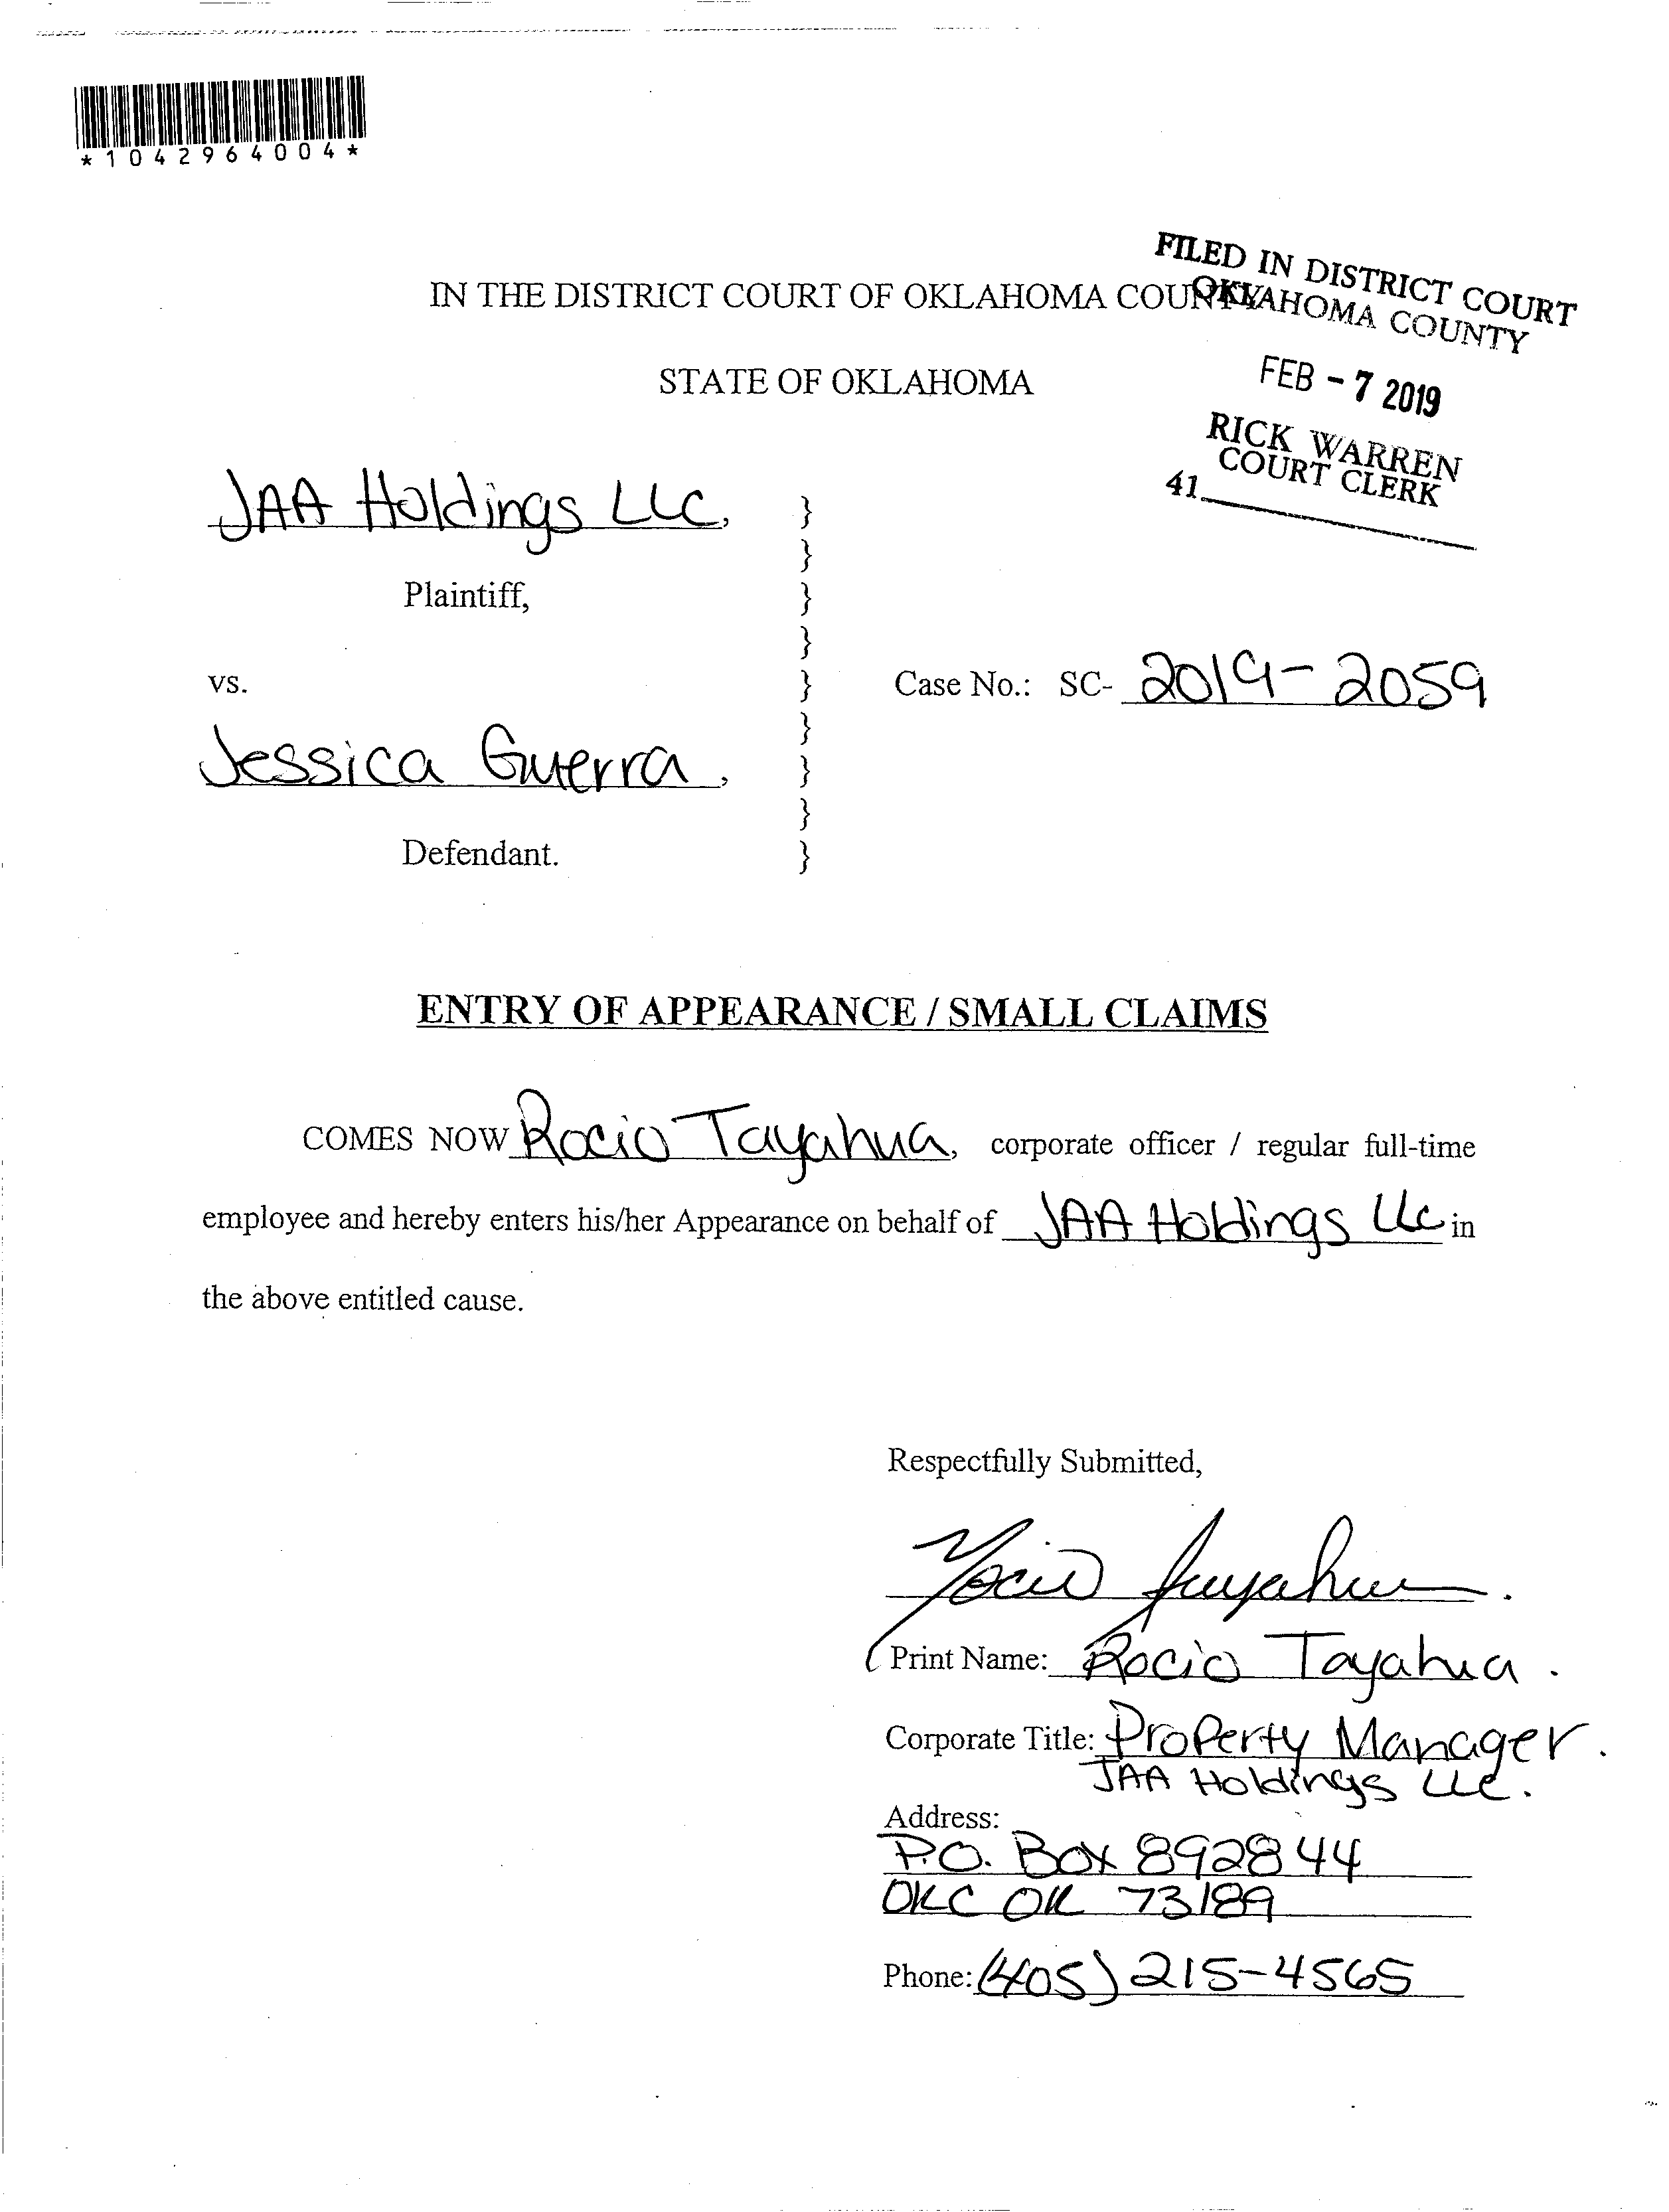 *1042964004*
FILED IN DISTRICT COURT
OKLAHOMA COUNTY
IN THE DISTRICT COURT OF OKLAHOMA COUNTY
STATE OF OKLAHOMA
FEB - 7 2019
RICK WARREN
COURT CLERK
41
JAA Holdings LLC, }
}
Plaintiff, }
}
vs. } Case No.: SC- 2019-2059
}
Jessica Guerra, }
}
Defendant. }
ENTRY OF APPEARANCE / SMALL CLAIMS
COMES NOW Rocio Tayahua, corporate officer / regular full-time
employee and hereby enters his/her Appearance on behalf of JAA Holdings LLC in
the above entitled cause.
Respectfully Submitted,
Rocio Tayahua.
Print Name: Rocio Tayahua.
Corporate Title: Property Manager.
JAA Holdings LLC.
Address:
P.O. Box 892844
OKC OK 73189
Phone: (405) 215-4565